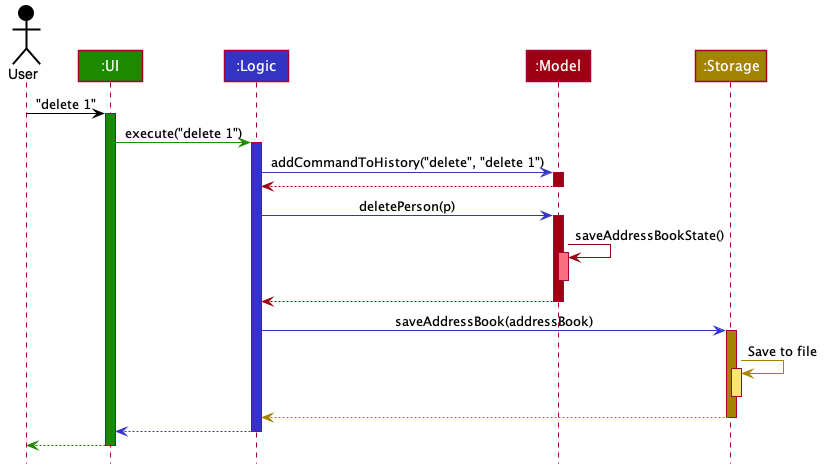 User
:UI
:Logic
:Model
:Storage
"delete 1"
execute("delete 1")
addCommandToHistory("delete", "delete 1")
deletePerson(p)
saveAddressBookState()
saveAddressBook(addressBook)
Save to file